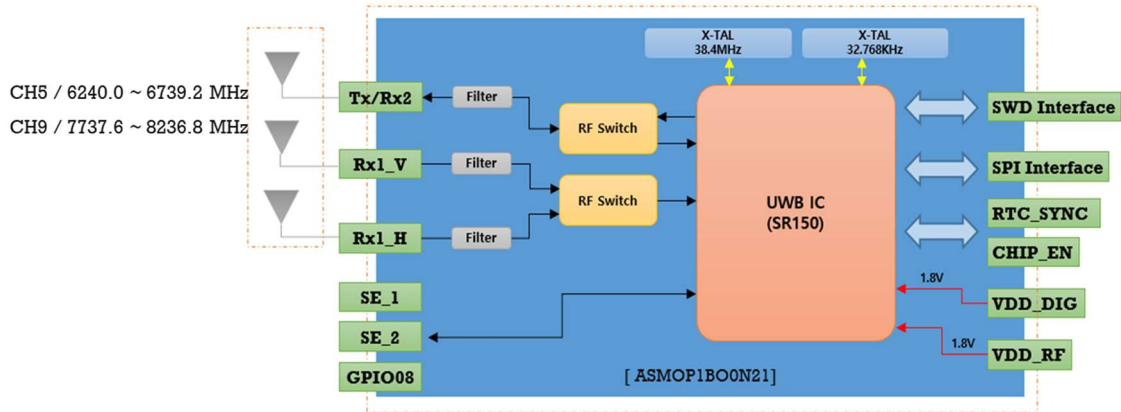 X-TAL
38.4MHz
X-TAL
32.768KHz
CH5 / 6240.0 ~ 6739.2 MHz
CH9 / 7737.6 ~ 8236.8 MHz
Tx/Rx2
Filter
RF Switch
Rx1_V
Filter
RF Switch
Rx1_H
Filter
SE_1
SE_2
GPIO08
UWB IC
(SR150)
SWD Interface
SPI Interface
RTC_SYNC
CHIP_EN
1.8V
VDD_DIG
1.8V
VDD_RF
[ ASMOP1BO0N21]